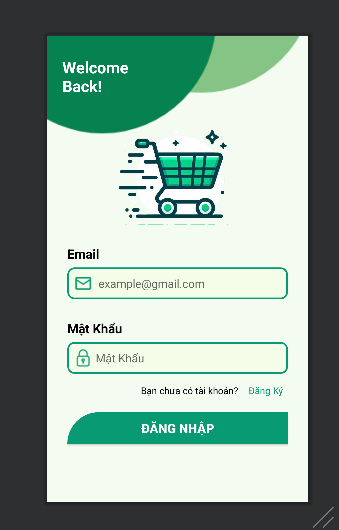 Welcome
Back!
Email
example@gmail.com
Mật Khẩu
Mật Khẩu
Bạn chưa có tài khoản? Đăng Ký
ĐĂNG NHẬP